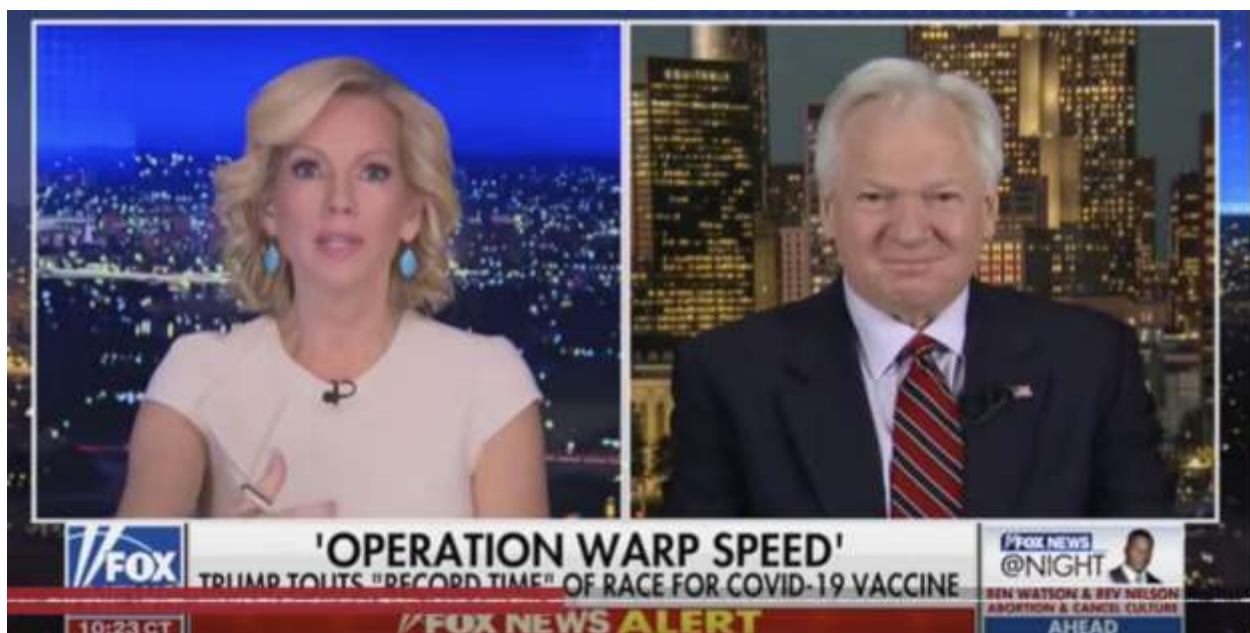 'OPERATION WARP SPEED'
TRUMP TOUTS "RECORD TIME" OF RACE FOR COVID-19 VACCINE
FOX
10:23 CT
FOX NEWS ALERT
FOX NEWS
@NIGHT
BEN WATSON & REV NELSON
ABORTION & CANCEL CULTURE
AHEAD